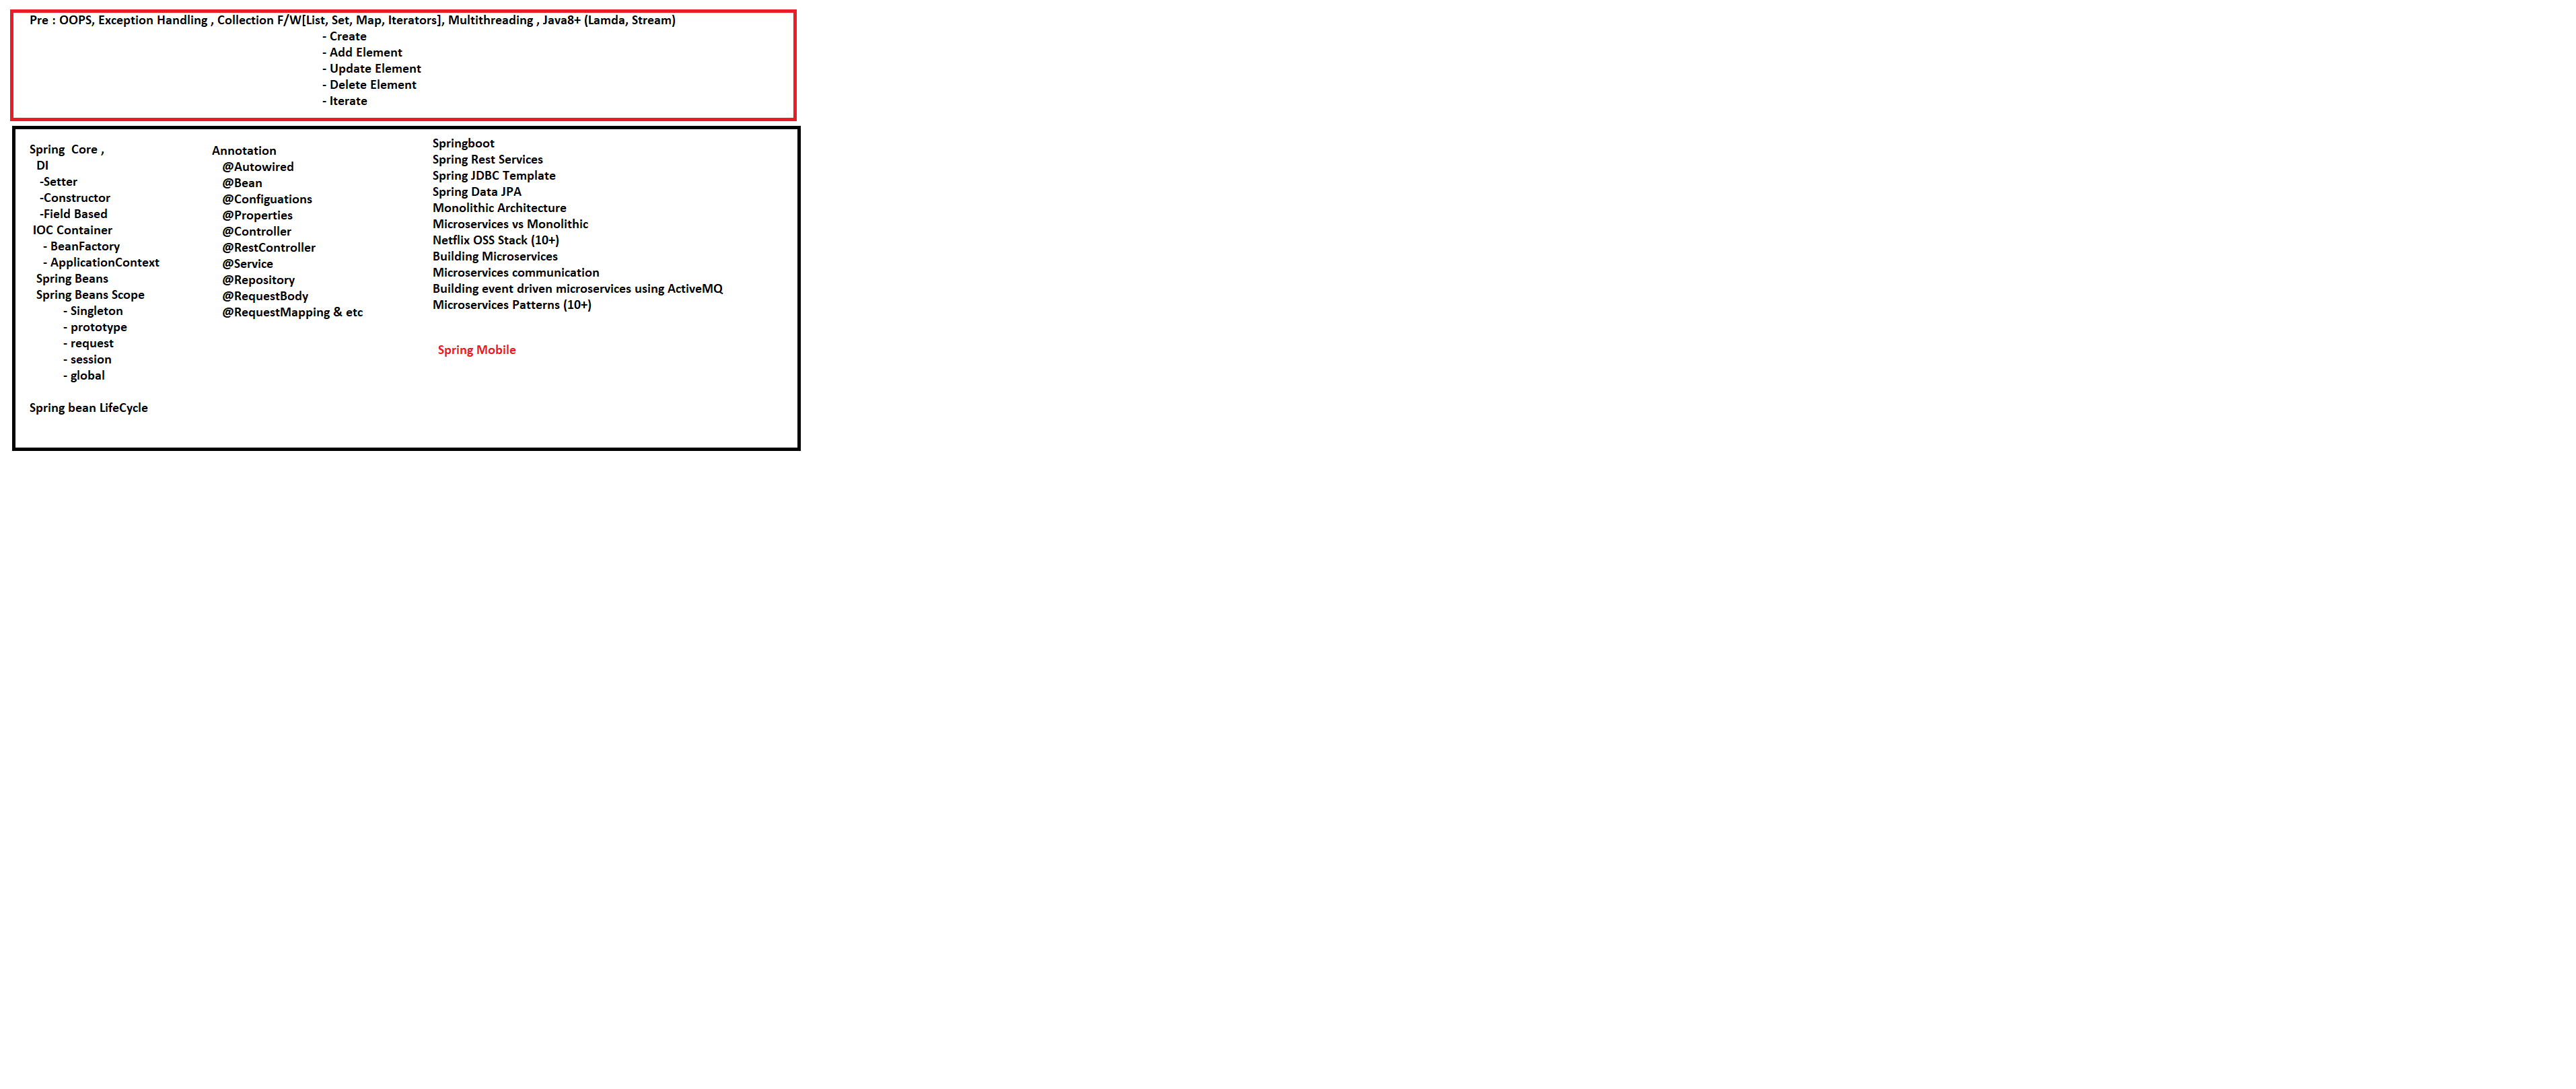 Pre : OOPS, Exception Handling , Collection F/W[List, Set, Map, Iterators], Multithreading , Java8+ (Lamda, Stream)
- Create
- Add Element
- Update Element
- Delete Element
- Iterate
Spring  Core ,
DI
-Setter
-Constructor
-Field Based
IOC Container
- BeanFactory
- ApplicationContext
Spring Beans
Spring Beans Scope
- Singleton
- prototype
- request
- session
- global
Spring bean LifeCycle
Annotation
@Autowired
@Bean
@Configuations
@Properties
@Controller
@RestController
@Service
@Repository
@RequestBody
@RequestMapping & etc
Springboot
Spring Rest Services
Spring JDBC Template
Spring Data JPA
Monolithic Architecture
Microservices vs Monolithic
Netflix OSS Stack (10+)
Building Microservices
Microservices communication
Building event driven microservices using ActiveMQ
Microservices Patterns (10+)
Spring Mobile